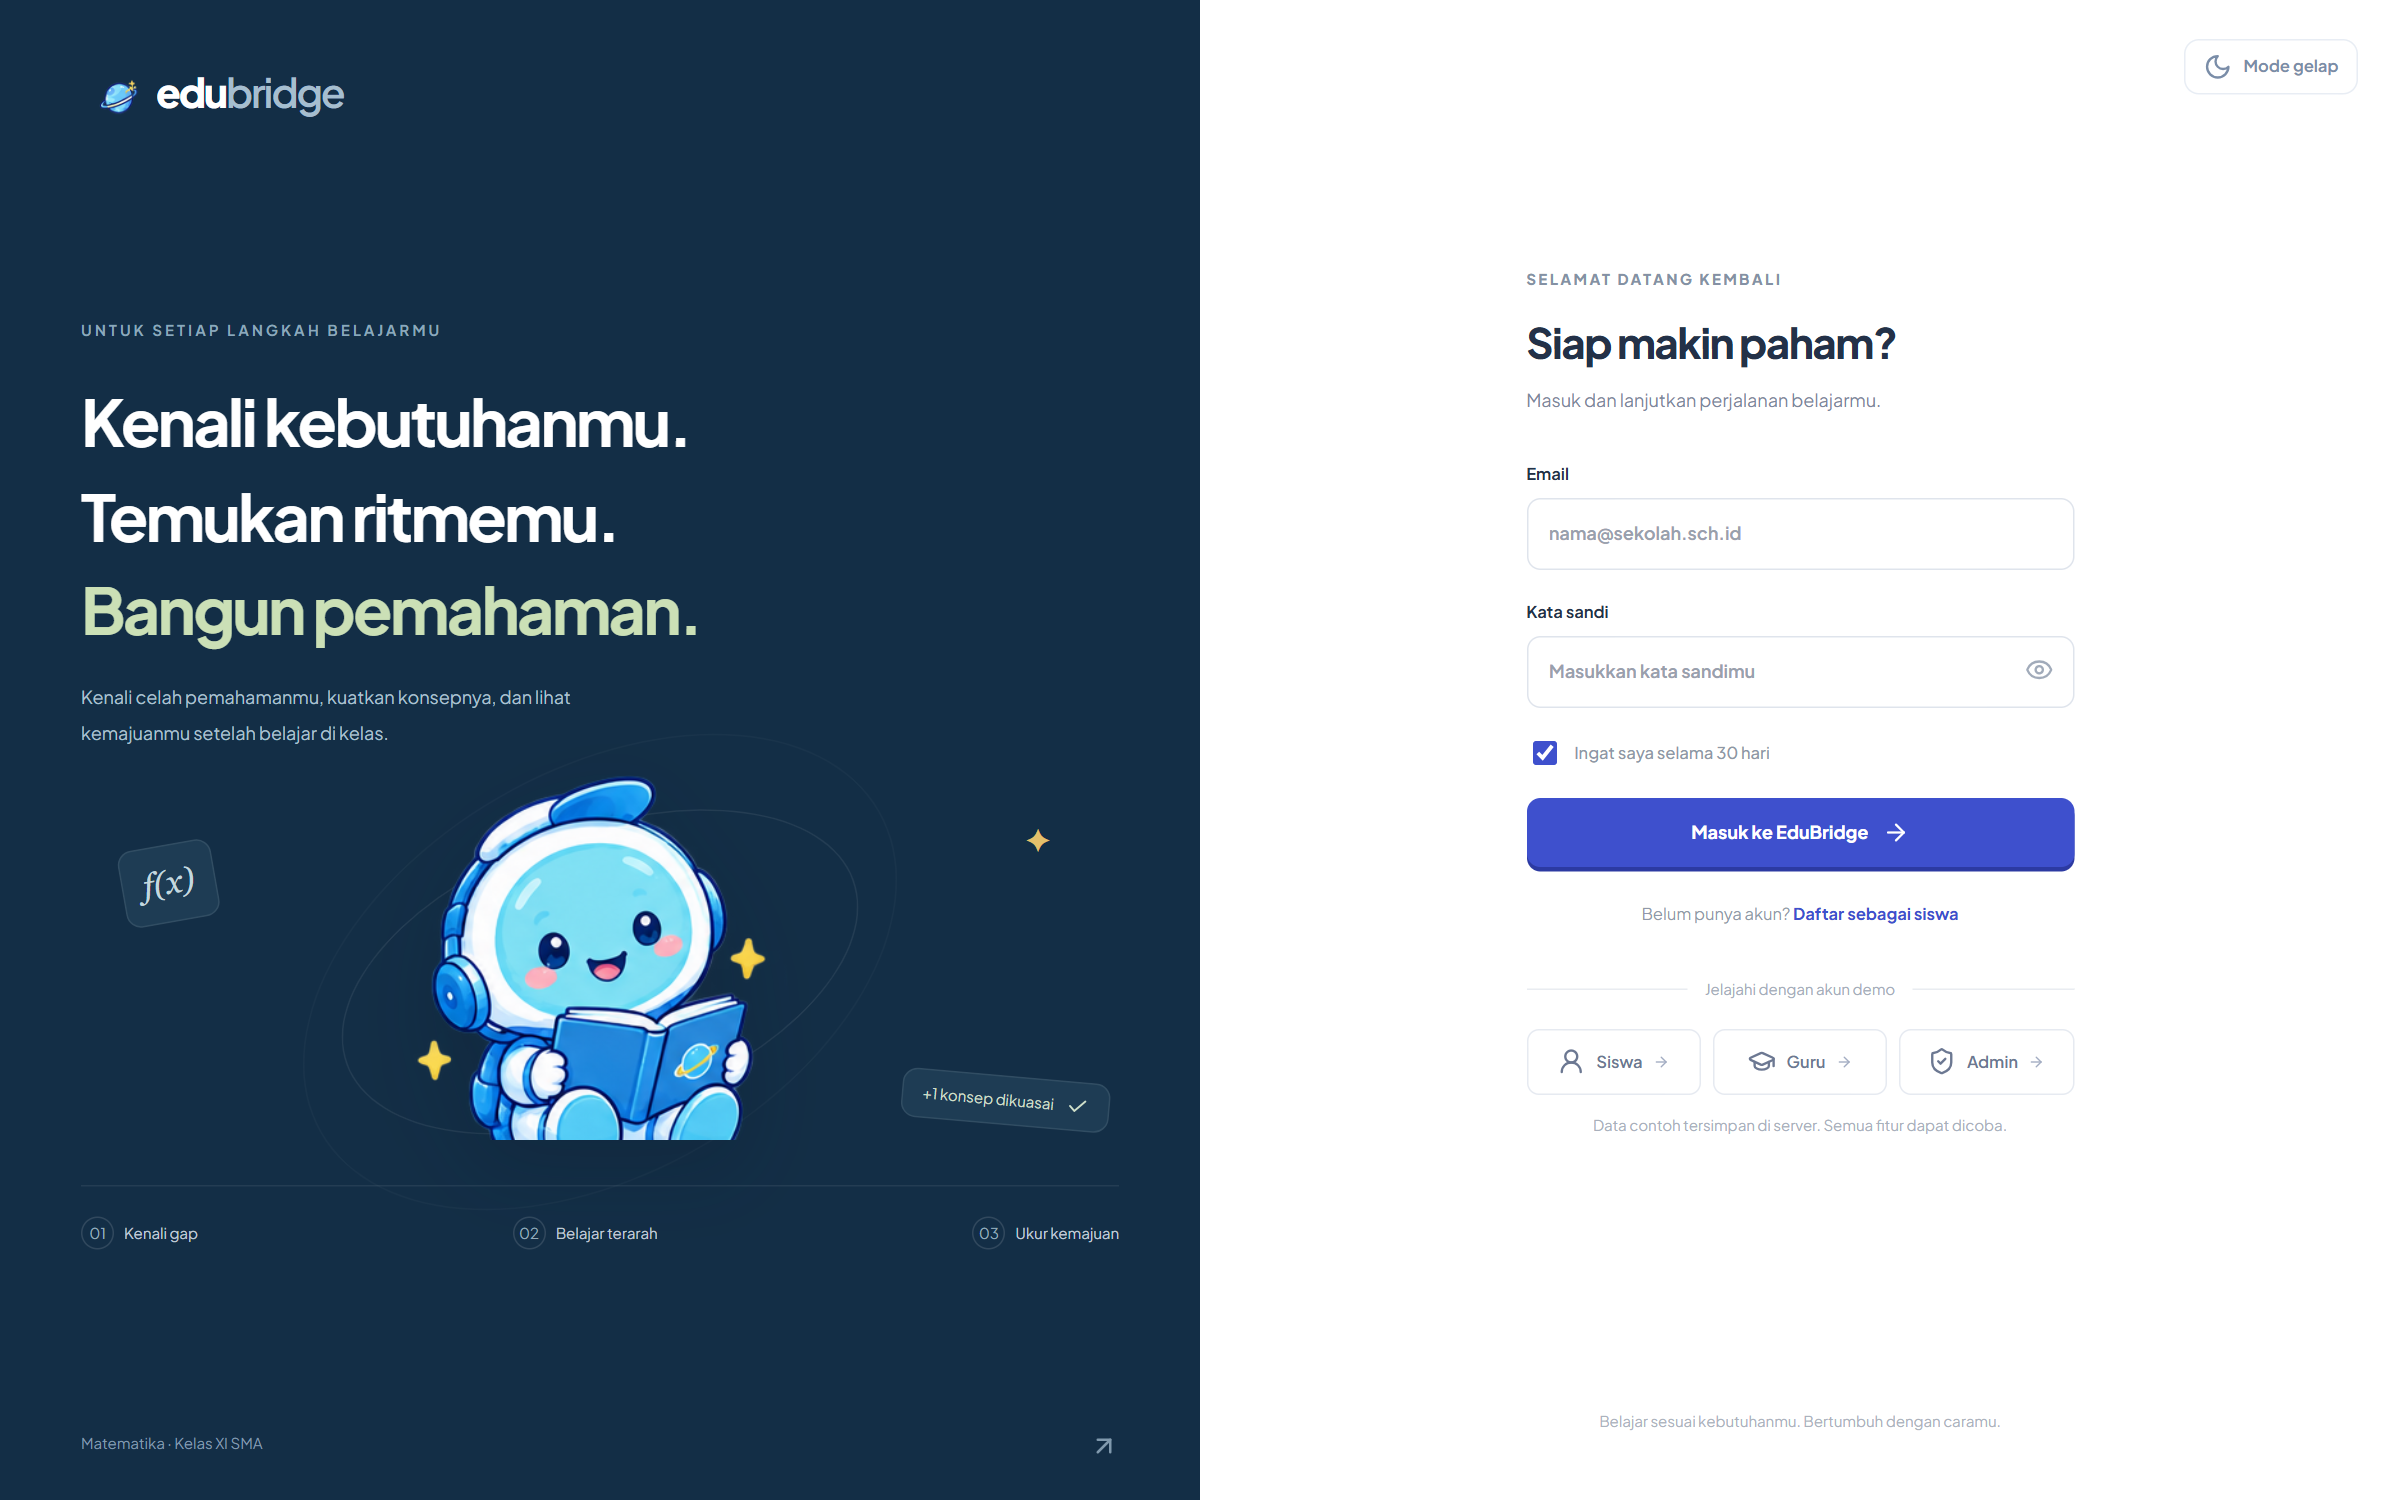 edubridge
UNTUK SETIAP LANGKAH BELAJARMU
Kenali kebutuhanmu.
Temukan ritmemu.
Bangun pemahaman.
Kenali celah pemahamanmu, kuatkan konsepnya, dan lihat
kemajuanmu setelah belajar di kelas.
f(x)
+1 konsep dikuasai
01 Kenali gap
02 Belajar terarah
03 Ukur kemajuan
Matematika · Kelas XI SMA
Mode gelap
SELAMAT DATANG KEMBALI
Siap makin paham?
Masuk dan lanjutkan perjalanan belajarmu.
Email
nama@sekolah.sch.id
Kata sandi
Masukkan kata sandimu
Ingat saya selama 30 hari
Masuk ke EduBridge
Belum punya akun? Daftar sebagai siswa
Jelajahi dengan akun demo
Siswa
Guru
Admin
Data contoh tersimpan di server. Semua fitur dapat dicoba.
Belajar sesuai kebutuhanmu. Bertumbuh dengan caramu.